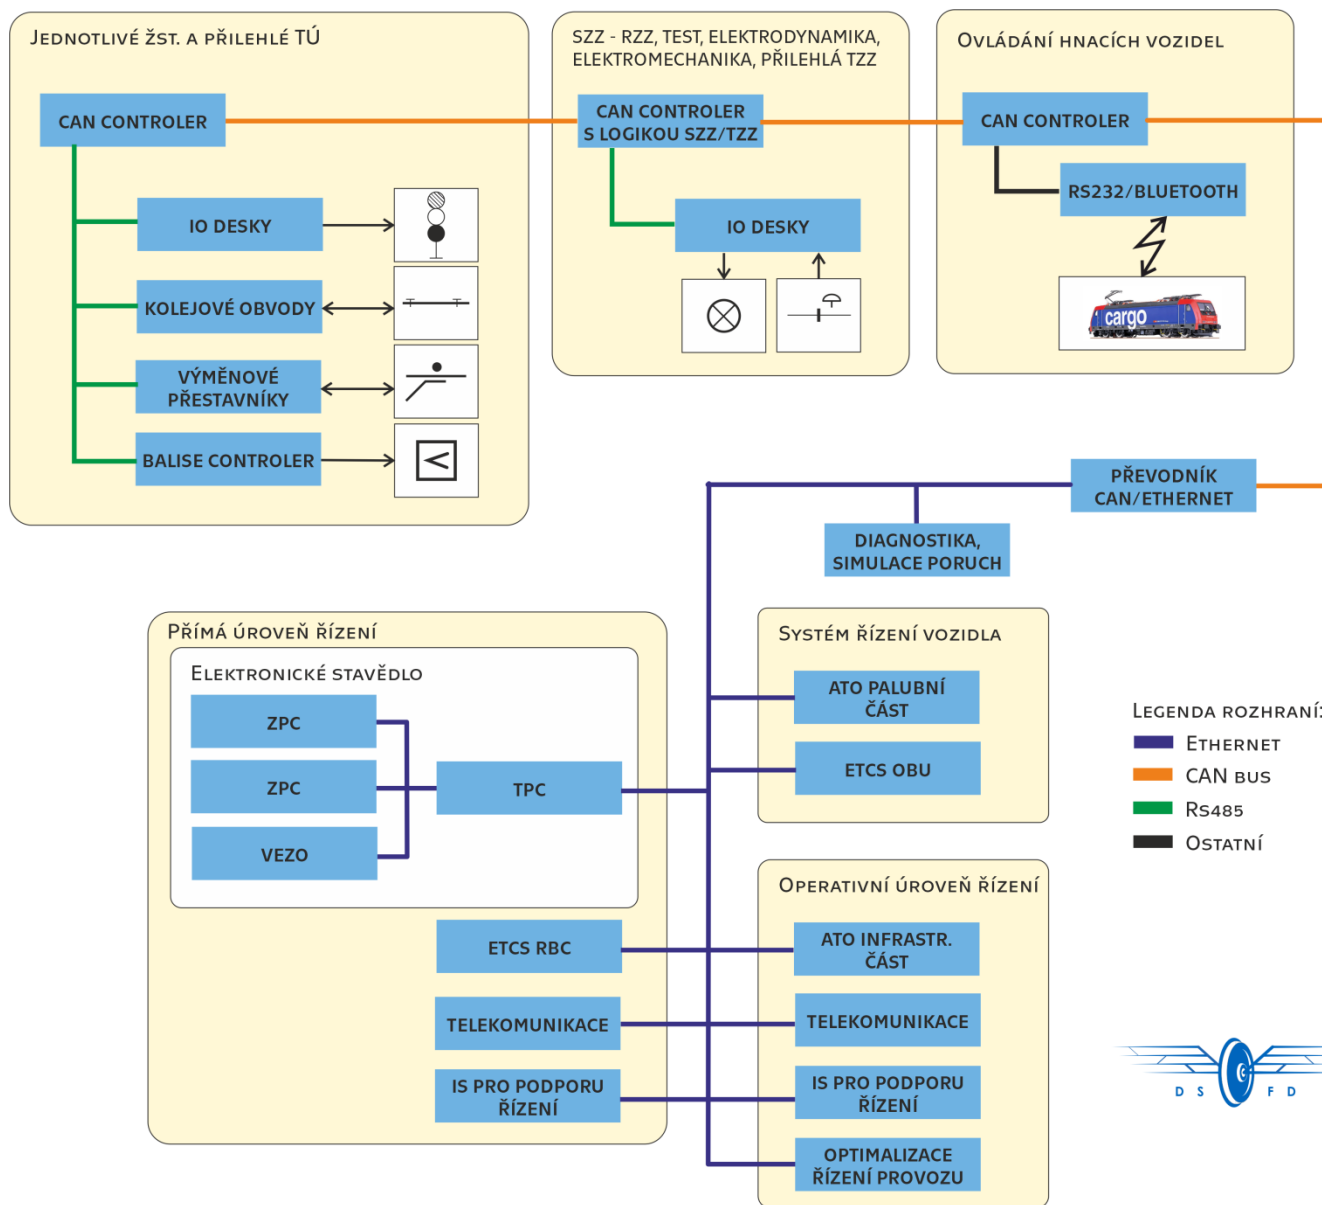 Jednotlivé žst. a přilehlé TÚ
CAN CONTROLER
IO DESKY
KOLEJOVÉ OBVODY
VÝMĚNOVÉ
PŘESTAVNÍKY
BALISE CONTROLER
SZZ - RZZ, TEST, ELEKTRODYNAMIKA,
ELEKTROMECHANIKA, PŘILEHLÁ TZZ
CAN CONTROLER
S LOGIKOU SZZ/TZZ
IO DESKY
Ovládání hnacích vozidel
CAN CONTROLER
RS232/BLUETOOTH
cargo
PŘEVODNÍK
CAN/ETHERNET
DIAGNOSTIKA,
SIMULACE PORUCH
Přímá úroveň řízení
Elektronické stavědlo
ZPC
ZPC
VEZO
TPC
ETCS RBC
TELEKOMUNIKACE
IS PRO PODPORU
ŘÍZENÍ
Systém řízení vozidla
ATO PALUBNÍ
ČÁST
ETCS OBU
Operativní úroveň řízení
ATO INFRASTR.
ČÁST
TELEKOMUNIKACE
IS PRO PODPORU
ŘÍZENÍ
OPTIMALIZACE
ŘÍZENÍ PROVOZU
Legenda rozhraní:
Ethernet
CAN bus
Rs485
Ostatní
D S F D